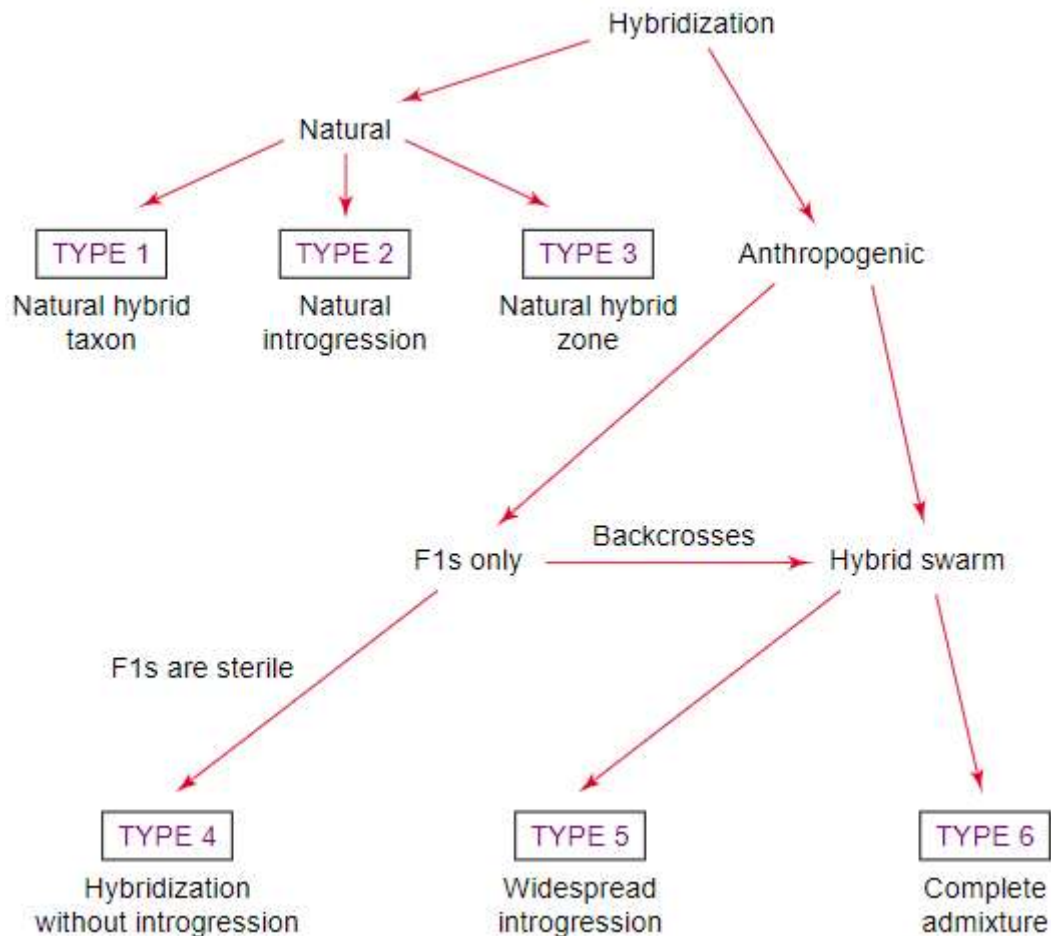 Hybridization
Natural
TYPE 1
Natural hybrid
taxon
TYPE 2
Natural
introgression
TYPE 3
Natural hybrid
zone
Anthropogenic
F1s only
Backcrosses
Hybrid swarm
F1s are sterile
TYPE 4
Hybridization
without introgression
TYPE 5
Widespread
introgression
TYPE 6
Complete
admixture